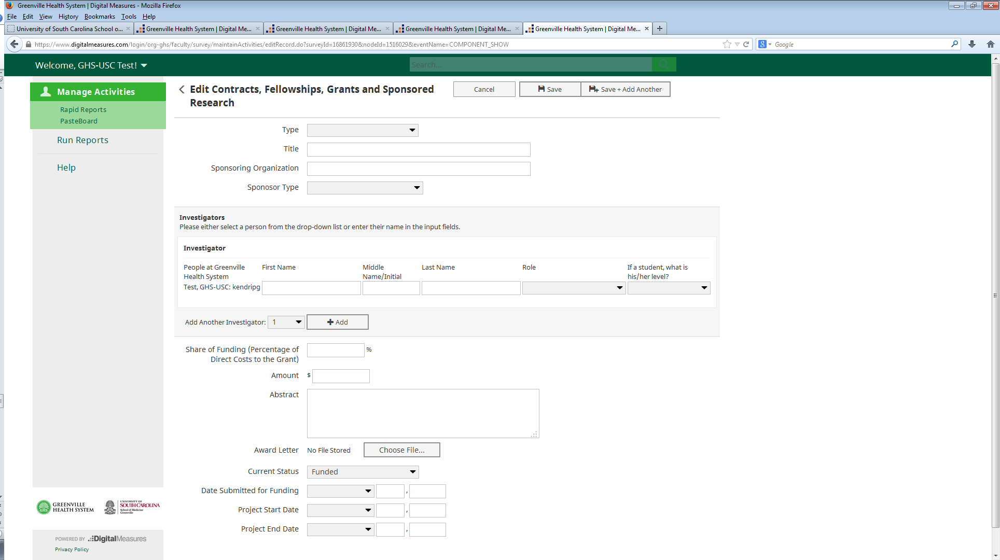 Greenville Health System | Digital Measures - Mozilla Firefox
File Edit View History Bookmarks Tools Help
University of South Carolina School o... Greenville Health System | Digital Me... Greenville Health System | Digital Me... Greenville Health System | Digital Me... Greenville Health System | Digital Me...
https://www.digitalmeasures.com/login/org-ghs/faculty/survey/maintainActivities/editRecord.do?surveyId=16861930&nodeId=1516029&eventName=COMPONENT_SHOW
Google
Welcome, GHS-USC Test!
Search...
Manage Activities
Rapid Reports
PasteBoard
Run Reports
Help
Edit Contracts, Fellowships, Grants and Sponsored
Research
Cancel
Save
Save + Add Another
Type
Title
Sponsoring Organization
Sponosor Type
Investigators
Please either select a person from the drop-down list or enter their name in the input fields.
Investigator
People at Greenville
Health System
First Name
Middle
Name/Initial
Last Name
Role
If a student, what is
his/her level?
Test, GHS-USC: kendripg
Add Another Investigator: 1
Add
Share of Funding (Percentage of
Direct Costs to the Grant)
%
Amount $
Abstract
Award Letter No File Stored Choose File...
Current Status Funded
Date Submitted for Funding ,
Project Start Date ,
Project End Date ,
GHS
GREENVILLE
HEALTH SYSTEM
UNIVERSITY OF
SOUTH CAROLINA
School of Medicine
Greenville
POWERED BY DigitalMeasures
Privacy Policy